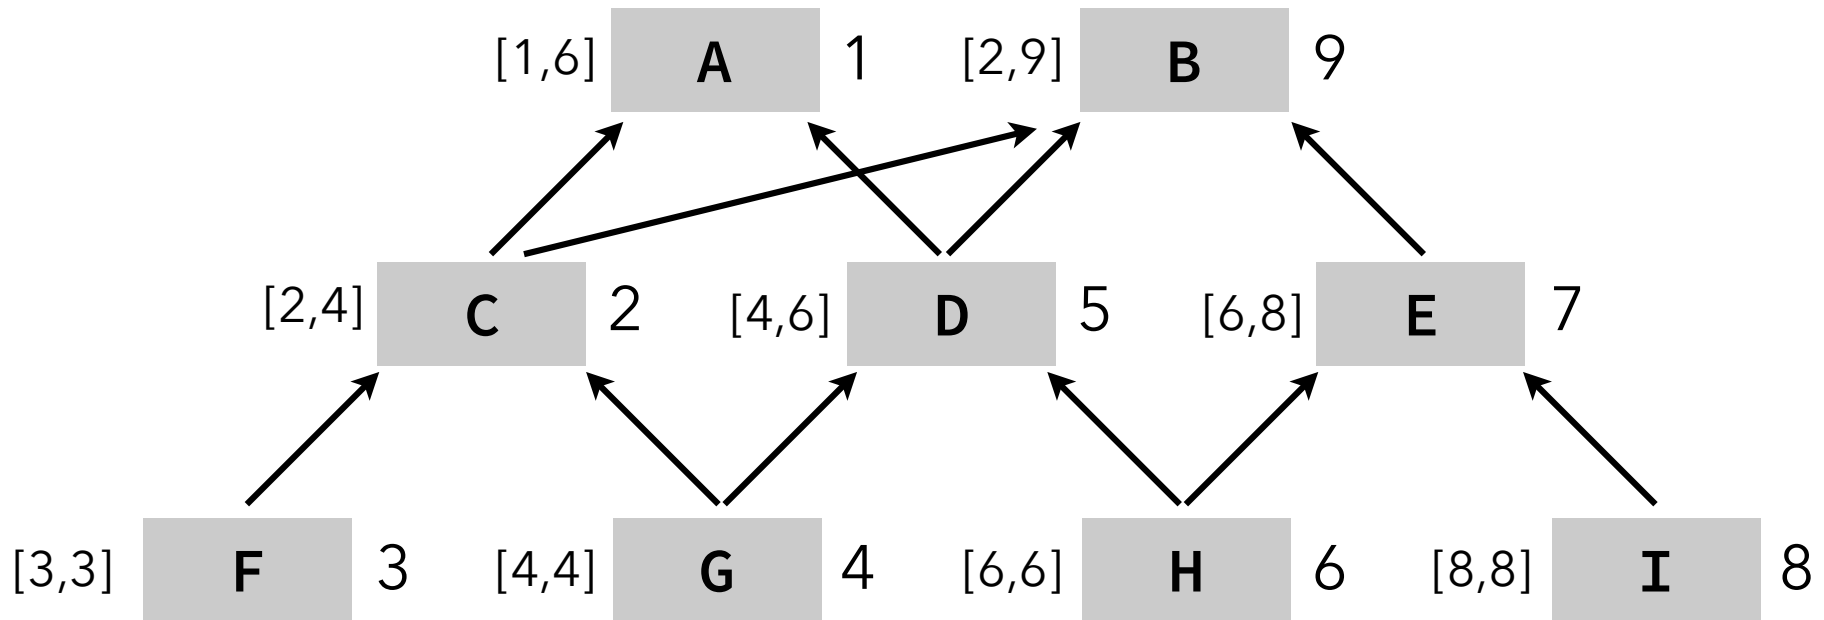 [1,6] A 1 [2,9] B 9
[2,4] C 2 [4,6] D 5 [6,8] E 7
[3,3] F 3 [4,4] G 4 [6,6] H 6 [8,8] I 8